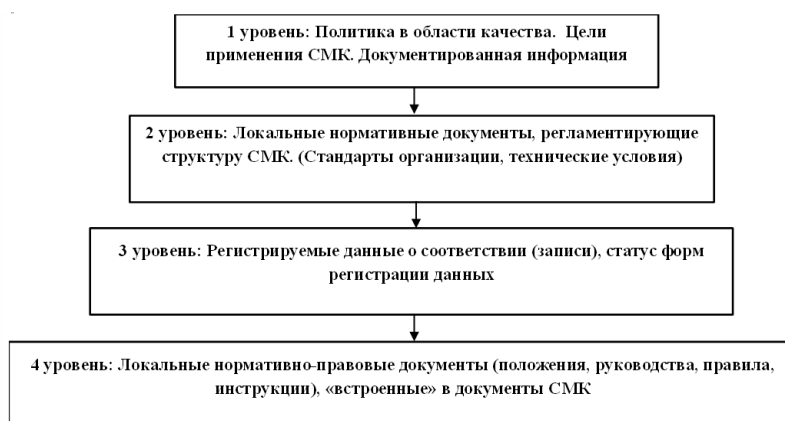 1 уровень: Политика в области качества. Цели
применения СМК. Документированная информация
2 уровень: Локальные нормативные документы, регламентирующие
структуру СМК. (Стандарты организации, технические условия)
3 уровень: Регистрируемые данные о соответствии (записи), статус форм
регистрации данных
4 уровень: Локальные нормативно-правовые документы (положения, руководства, правила,
инструкции), «встроенные» в документы СМК